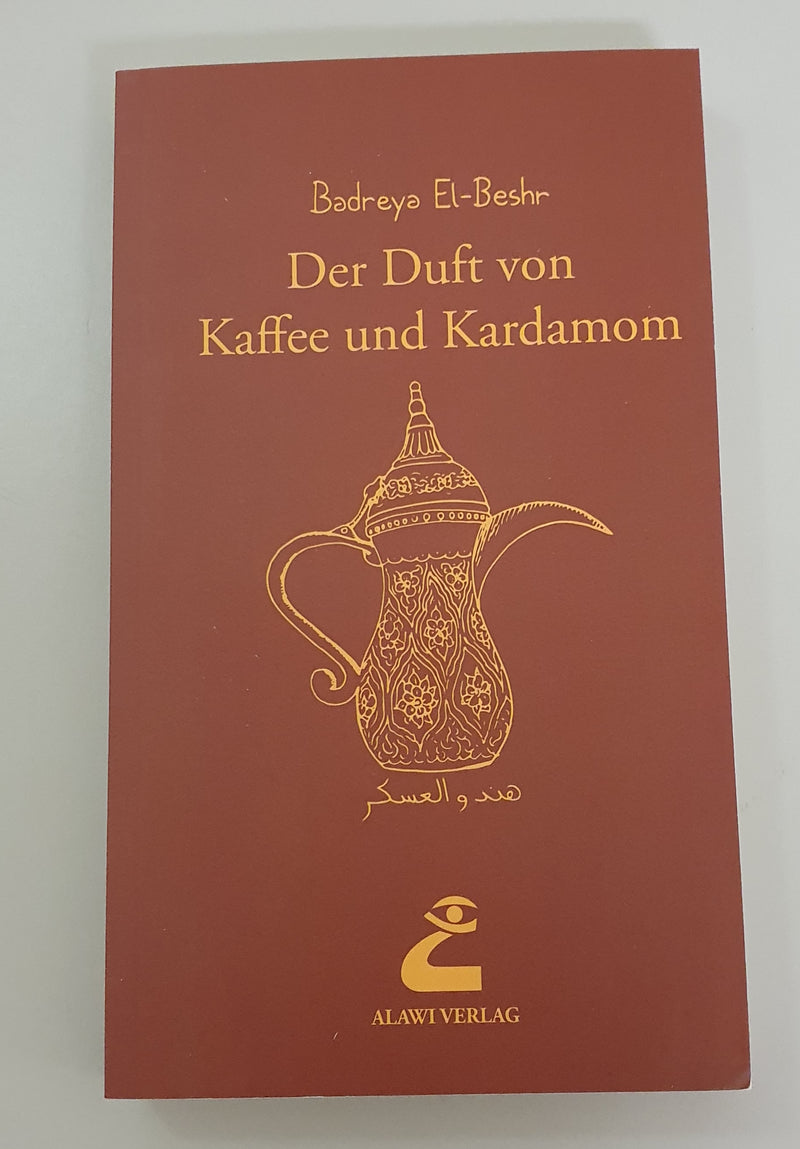 Badreya El-Beshr
Der Duft von
Kaffee und Kardamom
هند و العسكر
ALAWI VERLAG